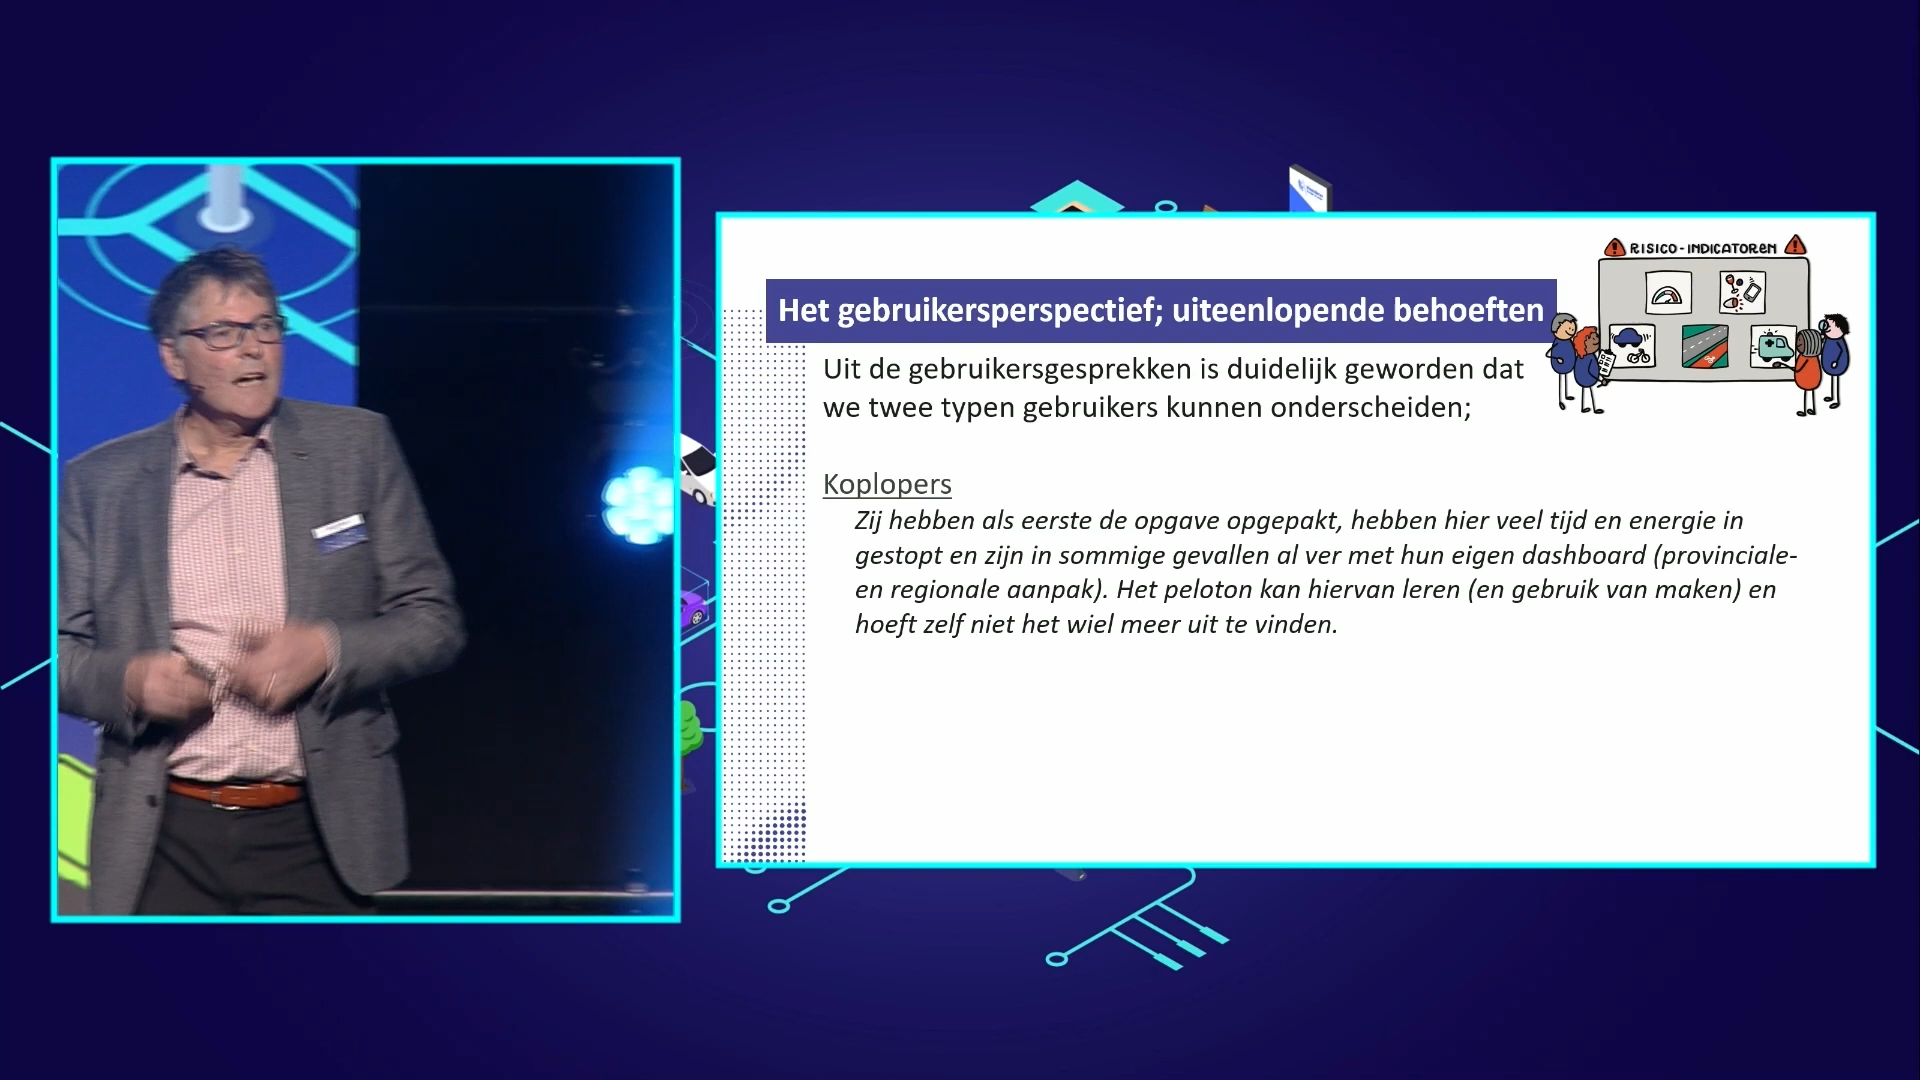 RISICO-INDICATOREN
Het gebruikersperspectief; uiteenlopende behoeften
Uit de gebruikersgesprekken is duidelijk geworden dat
we twee typen gebruikers kunnen onderscheiden;
Koplopers
Zij hebben als eerste de opgave opgepakt, hebben hier veel tijd en energie in
gestopt en zijn in sommige gevallen al ver met hun eigen dashboard (provinciale-
en regionale aanpak). Het peloton kan hiervan leren (en gebruik van maken) en
hoeft zelf niet het wiel meer uit te vinden.